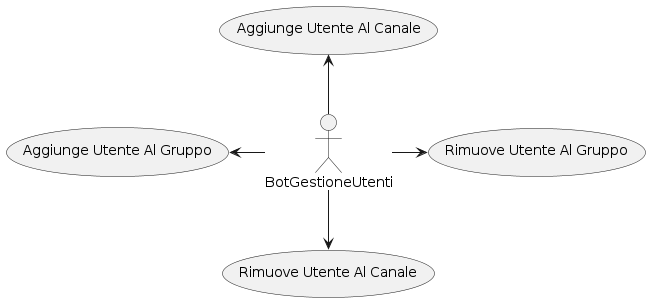 Aggiunge Utente Al Canale
Aggiunge Utente Al Gruppo
Rimuove Utente Al Gruppo
BotGestioneUtenti
Rimuove Utente Al Canale